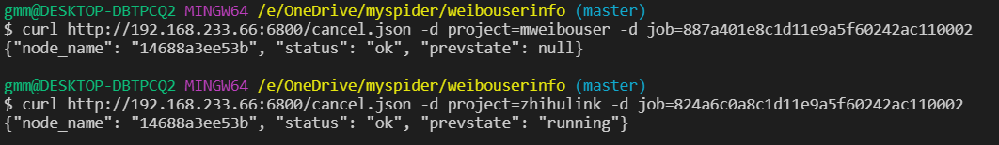 gmm@DESKTOP-DBTPCQ2 MINGW64 /e/OneDrive/myspider/weibouserinfo (master)
$ curl http://192.168.233.66:6800/cancel.json -d project=mweibouser -d job=887a401e8c1d11e9a5f60242ac110002
{"node_name": "14688a3ee53b", "status": "ok", "prevstate": null}
gmm@DESKTOP-DBTPCQ2 MINGW64 /e/OneDrive/myspider/weibouserinfo (master)
$ curl http://192.168.233.66:6800/cancel.json -d project=zhihulink -d job=824a6c0a8c1d11e9a5f60242ac110002
{"node_name": "14688a3ee53b", "status": "ok", "prevstate": "running"}